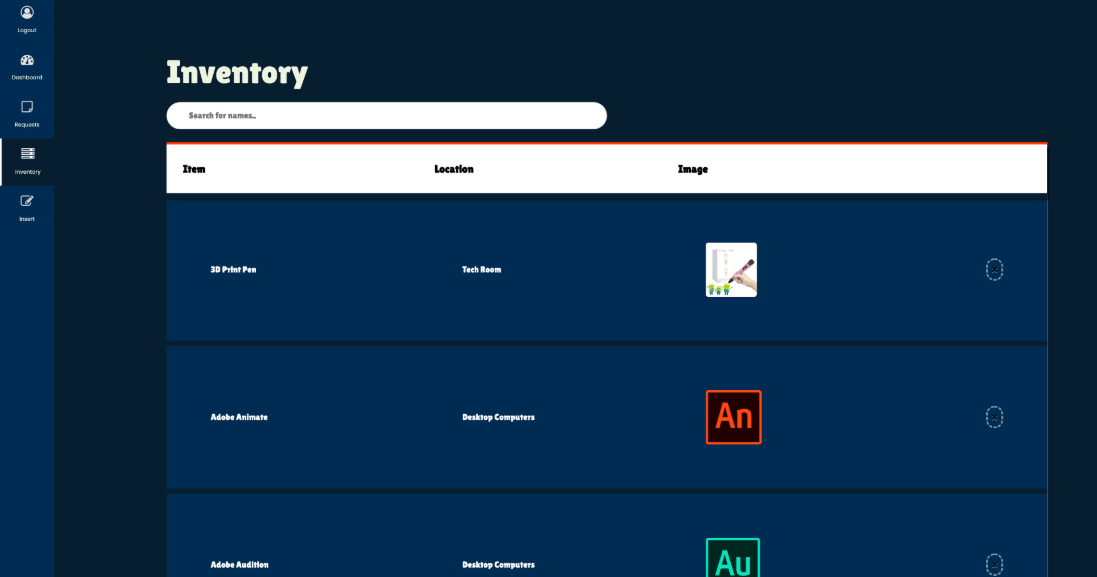 Logout
Dashboard
Requests
Inventory
Insert
Inventory
Search for names..
Item Location Image
3D Print Pen Tech Room
Adobe Animate Desktop Computers An
Adobe Audition Desktop Computers Au